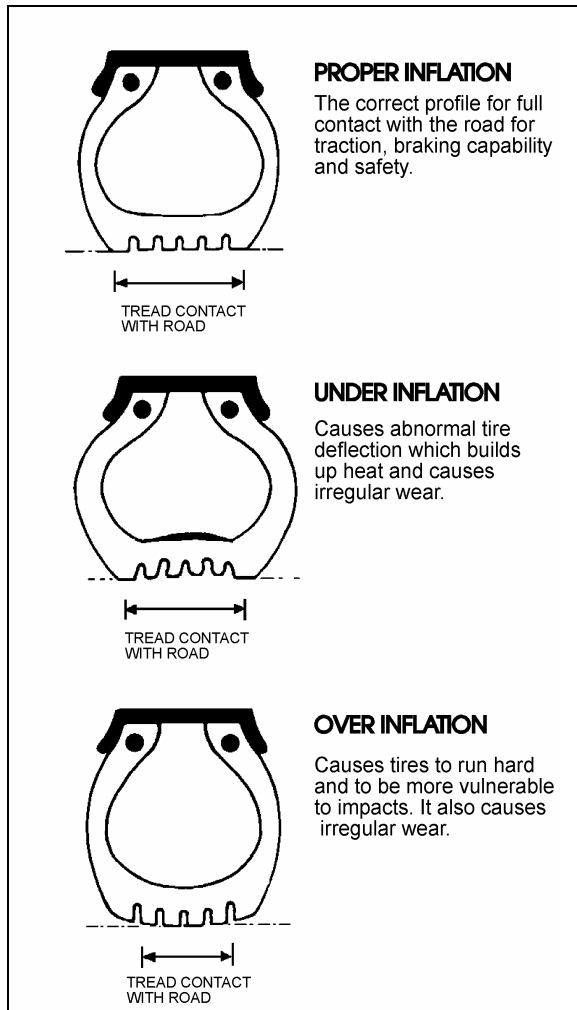 PROPER INFLATION
The correct profile for full
contact with the road for
traction, braking capability
and safety.
TREAD CONTACT
WITH ROAD
UNDER INFLATION
Causes abnormal tire
deflection which builds
up heat and causes
irregular wear.
TREAD CONTACT
WITH ROAD
OVER INFLATION
Causes tires to run hard
and to be more vulnerable
to impacts. It also causes
irregular wear.
TREAD CONTACT
WITH ROAD